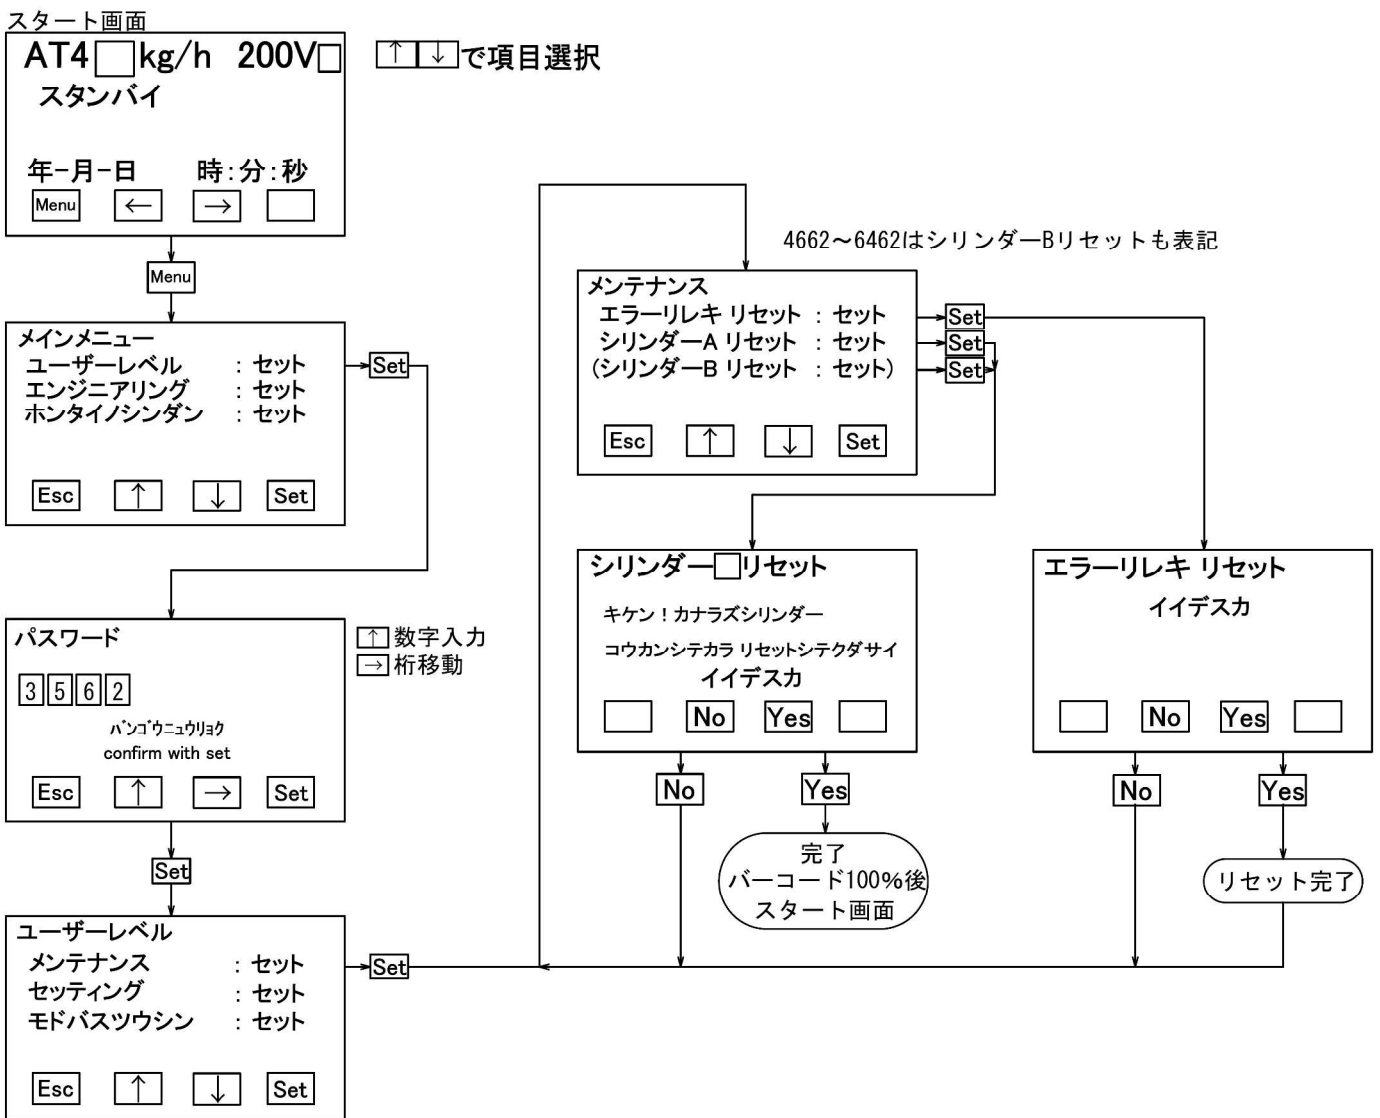 スタート画面
AT4□kg/h 200V□
スタンバイ
年-月-日 時:分:秒
Menu ← →
↑↓で項目選択
Menu
メインメニュー
ユーザーレベル : セット
エンジニアリング : セット
ホンタイノシンダン : セット
Esc ↑ ↓ Set
Set
パスワード
3562
バンゴウニュウリョク
confirm with set
Esc ↑ → Set
↑数字入力
→桁移動
Set
ユーザーレベル
メンテナンス : セット
セッティング : セット
モドバスツウシン : セット
Esc ↑ ↓ Set
Set
4662～6462はシリンダーBリセットも表記
メンテナンス
エラーリレキ リセット : セット
シリンダーA リセット : セット
(シリンダーB リセット : セット)
Esc ↑ ↓ Set
Set
Set
Set
シリンダー□リセット
キケン!カナラズシリンダー
コウカンシテカラ リセットシテクダサイ
イイデスカ
No Yes
No
Yes
完了
バーコード100%後
スタート画面
エラーリレキ リセット
イイデスカ
No Yes
No
Yes
リセット完了